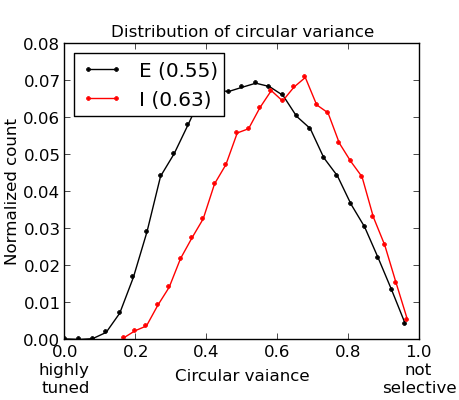 Distribution of circular variance
Normalized count
0.08
0.07
0.06
0.05
0.04
0.03
0.02
0.01
0.00
E (0.55)
I (0.63)
0.0 0.2 0.4 0.6 0.8 1.0
highly
tuned
Circular vaiance
not
selective